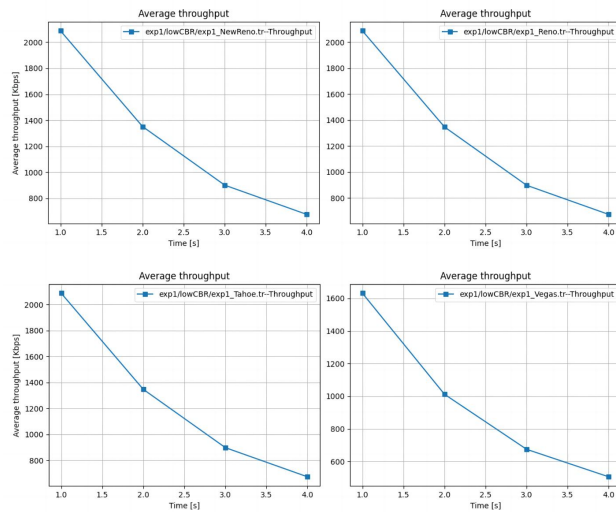 Average throughput
exp1/lowCBR/exp1_NewReno.tr--Throughput
Average throughput [Kbps]
2000
1800
1600
1400
1200
1000
800
1.0 1.5 2.0 2.5 3.0 3.5 4.0
Time [s]
Average throughput
exp1/lowCBR/exp1_Reno.tr--Throughput
2000
1800
1600
1400
1200
1000
800
1.0 1.5 2.0 2.5 3.0 3.5 4.0
Time [s]
Average throughput
exp1/lowCBR/exp1_Tahoe.tr--Throughput
Average throughput [Kbps]
2000
1800
1600
1400
1200
1000
800
1.0 1.5 2.0 2.5 3.0 3.5 4.0
Time [s]
Average throughput
exp1/lowCBR/exp1_Vegas.tr--Throughput
1600
1400
1200
1000
800
600
1.0 1.5 2.0 2.5 3.0 3.5 4.0
Time [s]